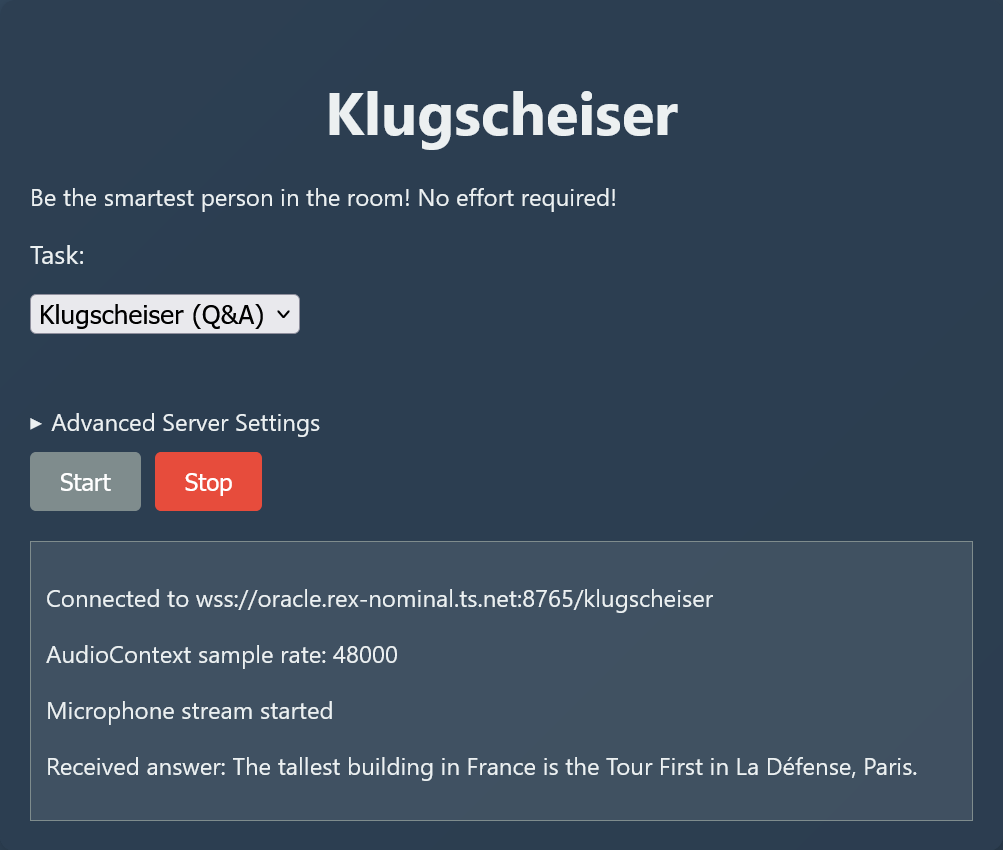 Klugscheiser
Be the smartest person in the room! No effort required!
Task:
Klugscheiser (Q&A)
▸ Advanced Server Settings
Start Stop
Connected to wss://oracle.rex-nominal.ts.net:8765/klugscheiser
AudioContext sample rate: 48000
Microphone stream started
Received answer: The tallest building in France is the Tour First in La Défense, Paris.